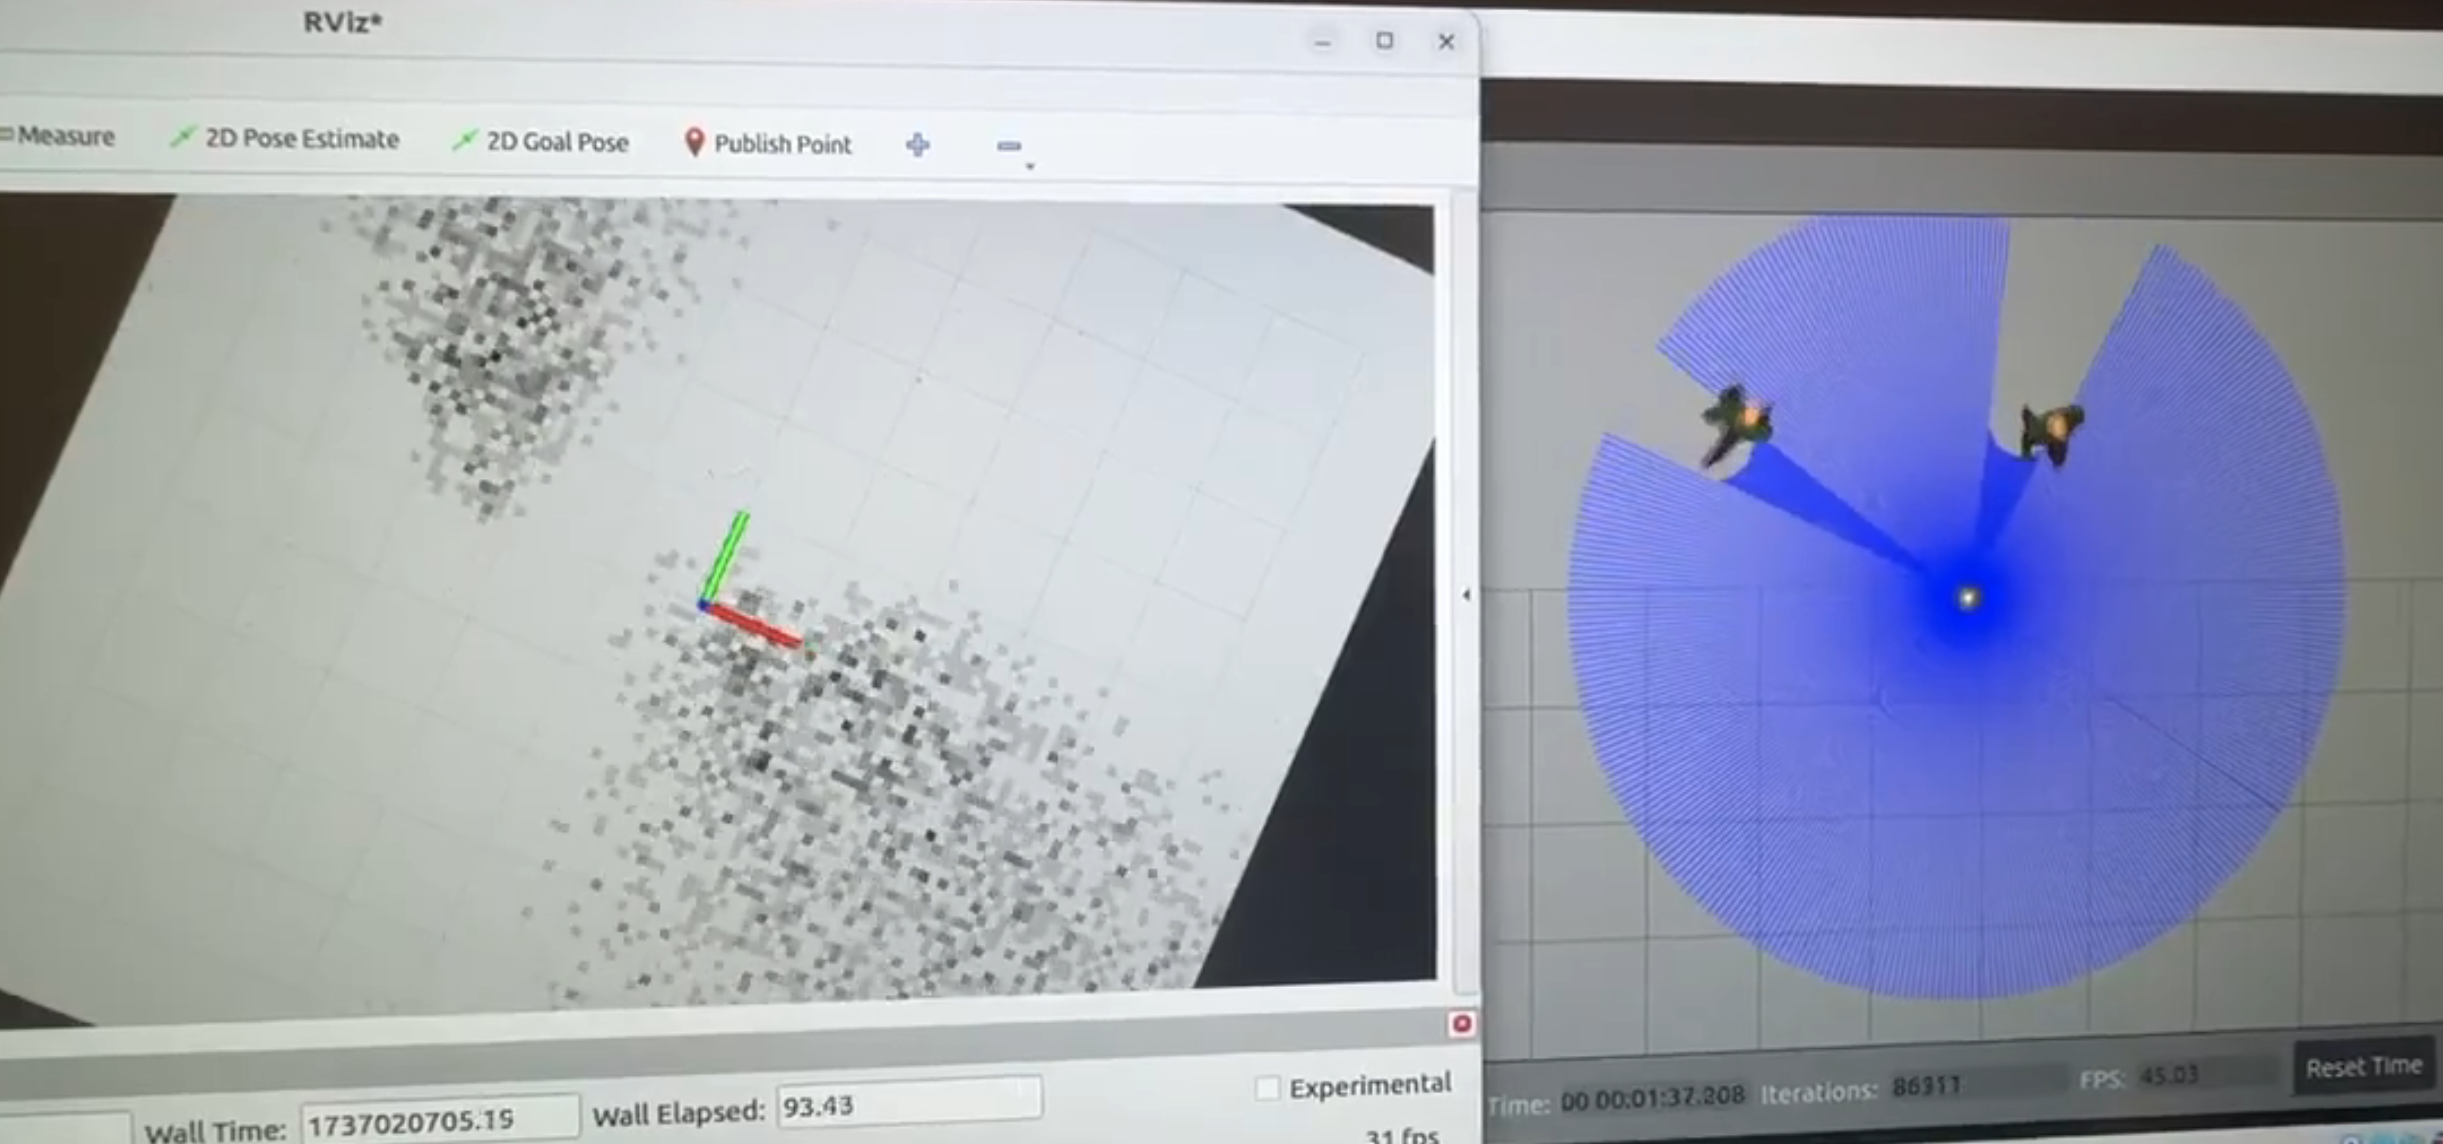 RViz*
Measure 2D Pose Estimate 2D Goal Pose Publish Point
Wall Time: 1737020705.15 Wall Elapsed: 93.43 Experimental
31 fps
Time: 00 00:01:37.208 Iterations: 86311 FPS: 45.03 Reset Time